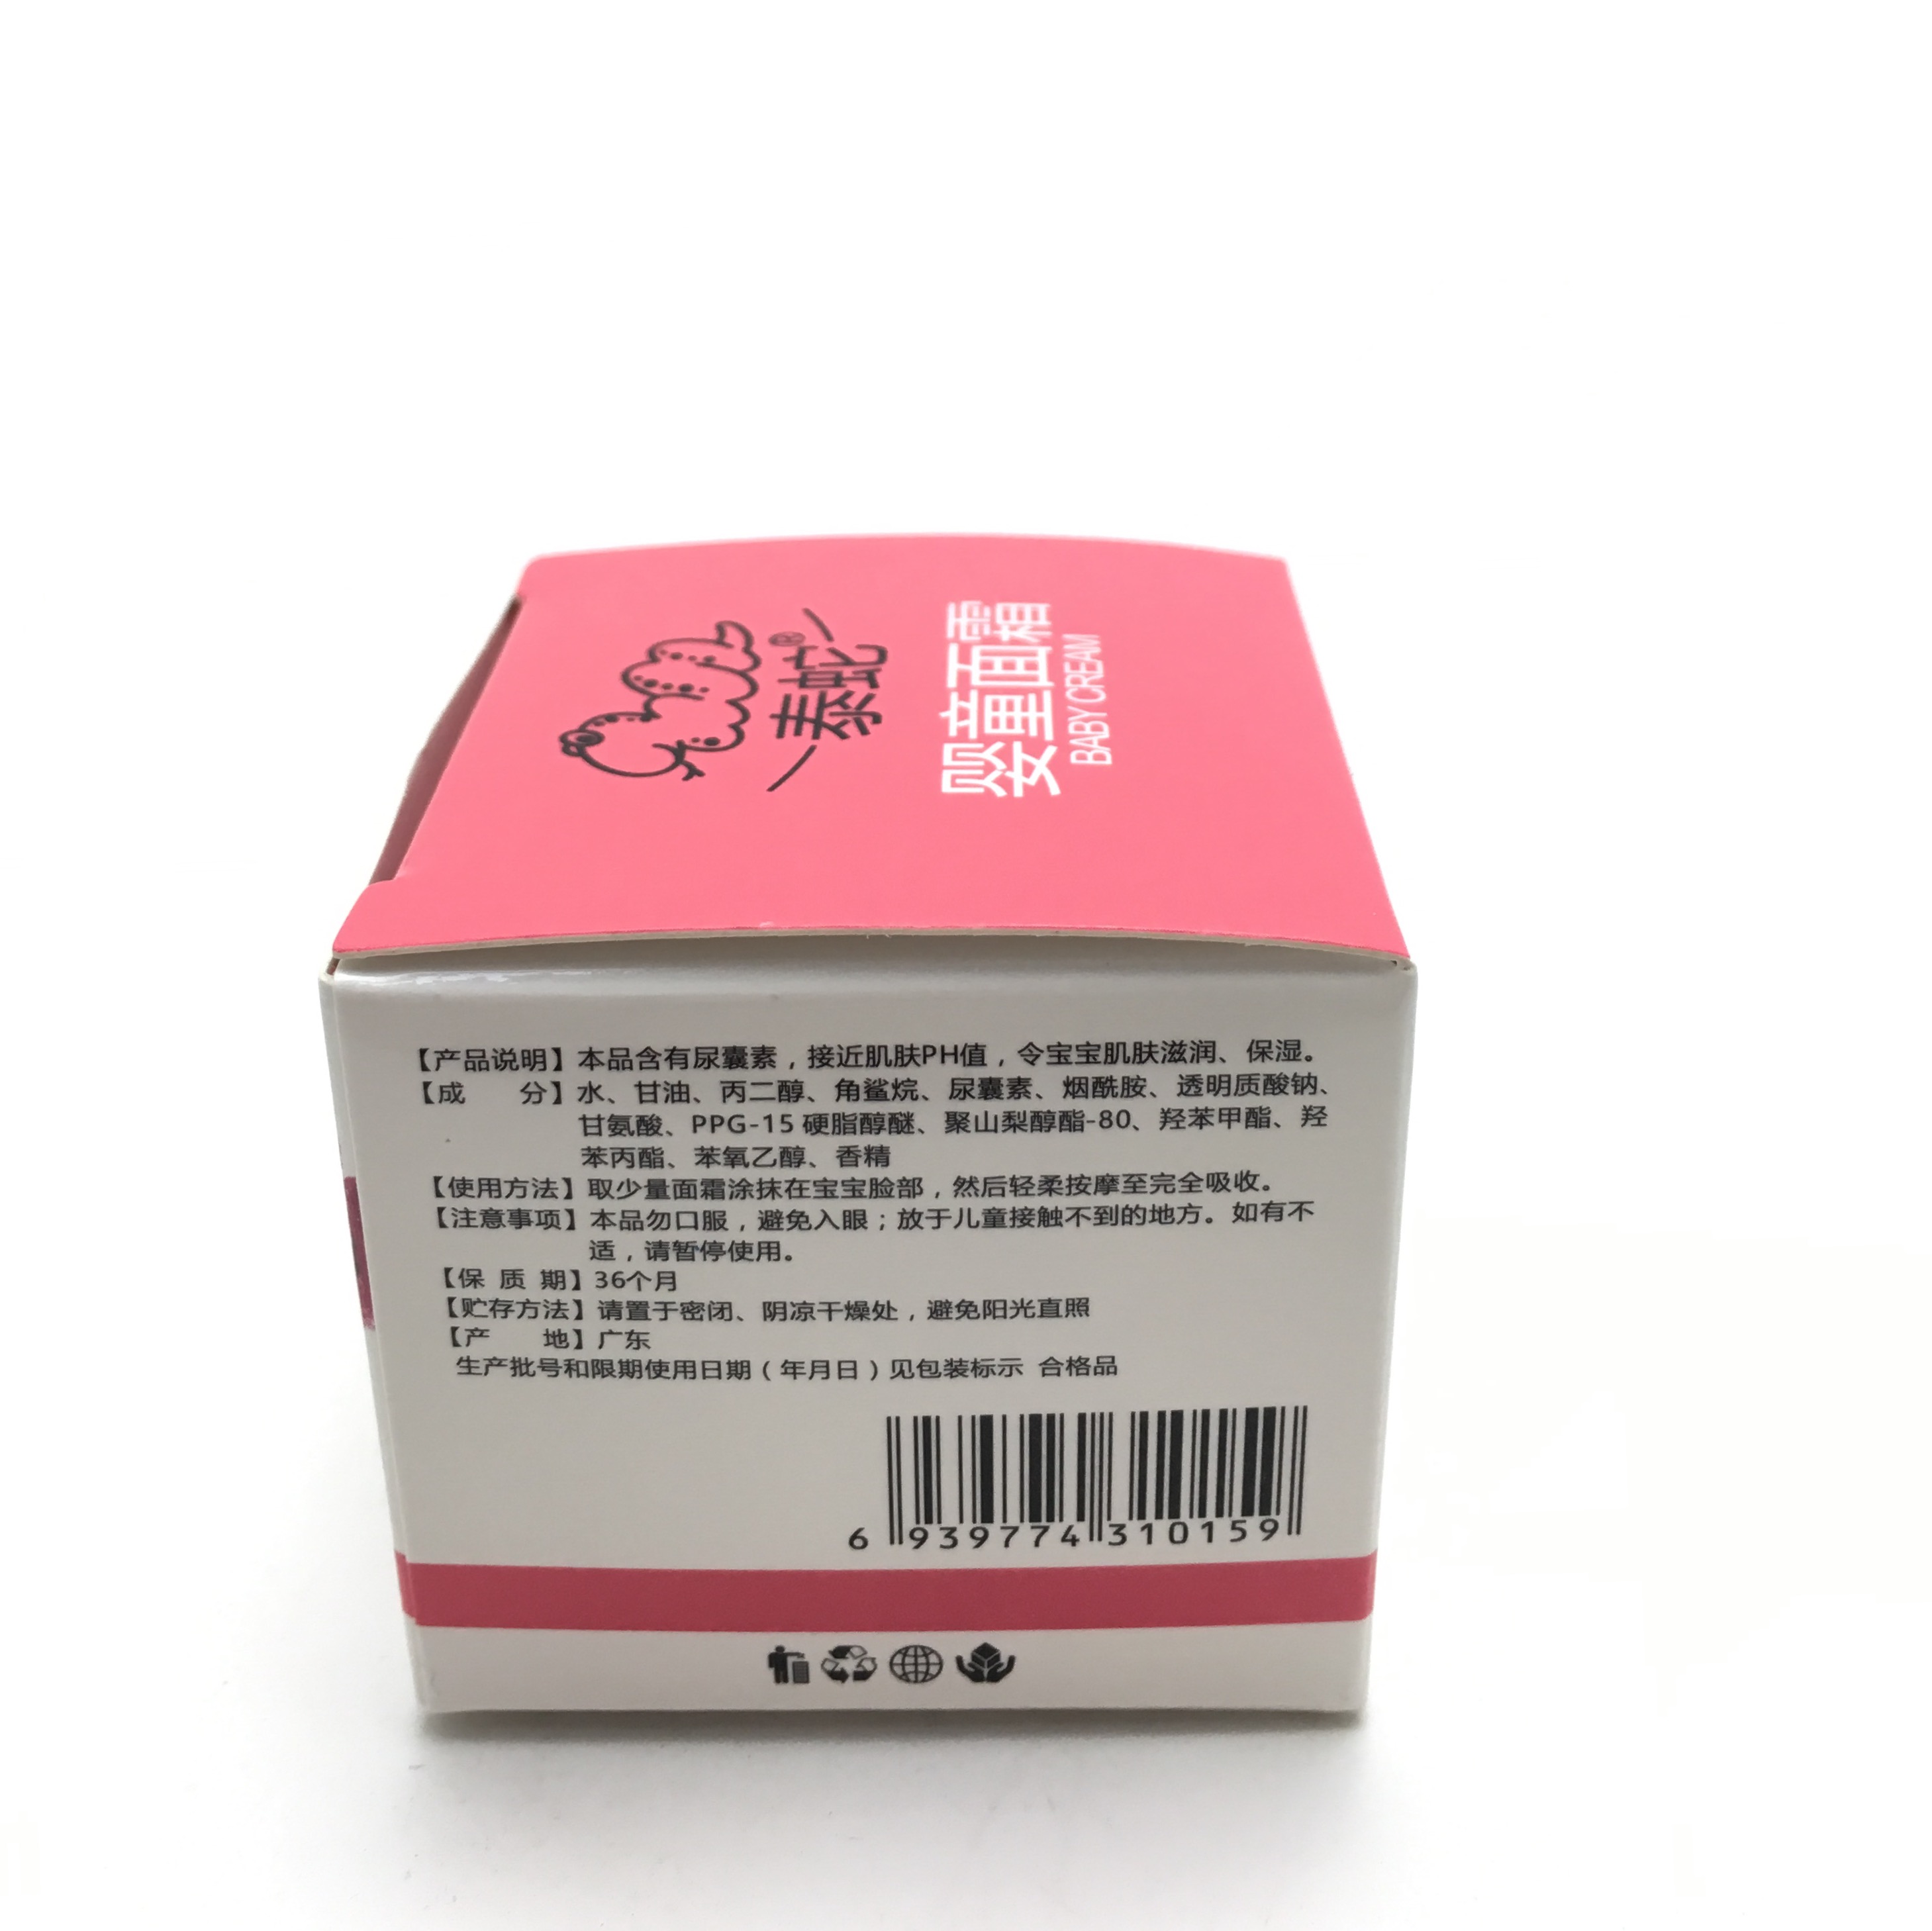 泰蛇®
婴童面霜
BABY CREAM
【产品说明】本品含有尿囊素，接近肌肤PH值，令宝宝肌肤滋润、保湿。
【成 分】水、甘油、丙二醇、角鲨烷、尿囊素、烟酰胺、透明质酸钠、
甘氨酸、PPG-15 硬脂醇醚、聚山梨醇酯-80、羟苯甲酯、羟
苯丙酯、苯氧乙醇、香精
【使用方法】取少量面霜涂抹在宝宝脸部，然后轻柔按摩至完全吸收。
【注意事项】本品勿口服，避免入眼；放于儿童接触不到的地方。如有不
适，请暂停使用。
【保 质 期】36个月
【贮存方法】请置于密闭、阴凉干燥处，避免阳光直照
【产 地】广东
生产批号和限期使用日期（年月日）见包装标示 合格品
6 939774 310159